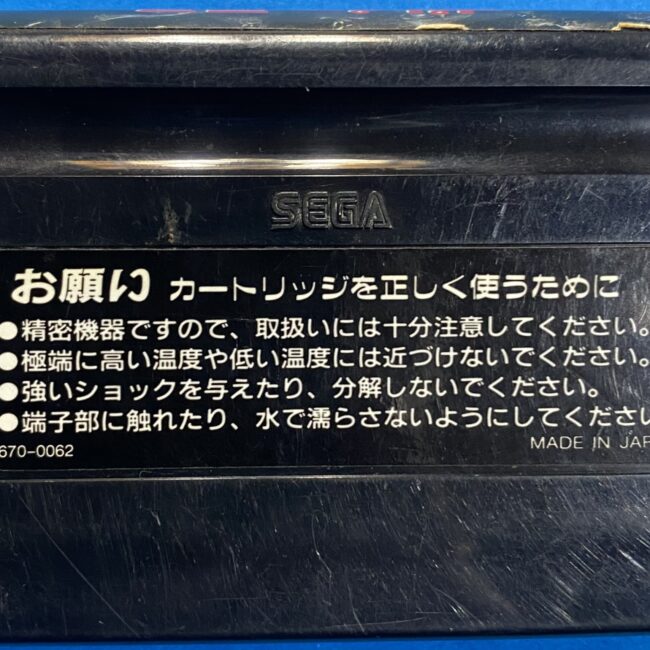 SEGA
お願い カートリッジを正しく使うために
●精密機器ですので、取扱いには十分注意してください。
●極端に高い温度や低い温度には近づけないでください。
●強いショックを与えたり、分解しないでください。
●端子部に触れたり、水で濡らさないようにしてくださ
670-0062 MADE IN JAP